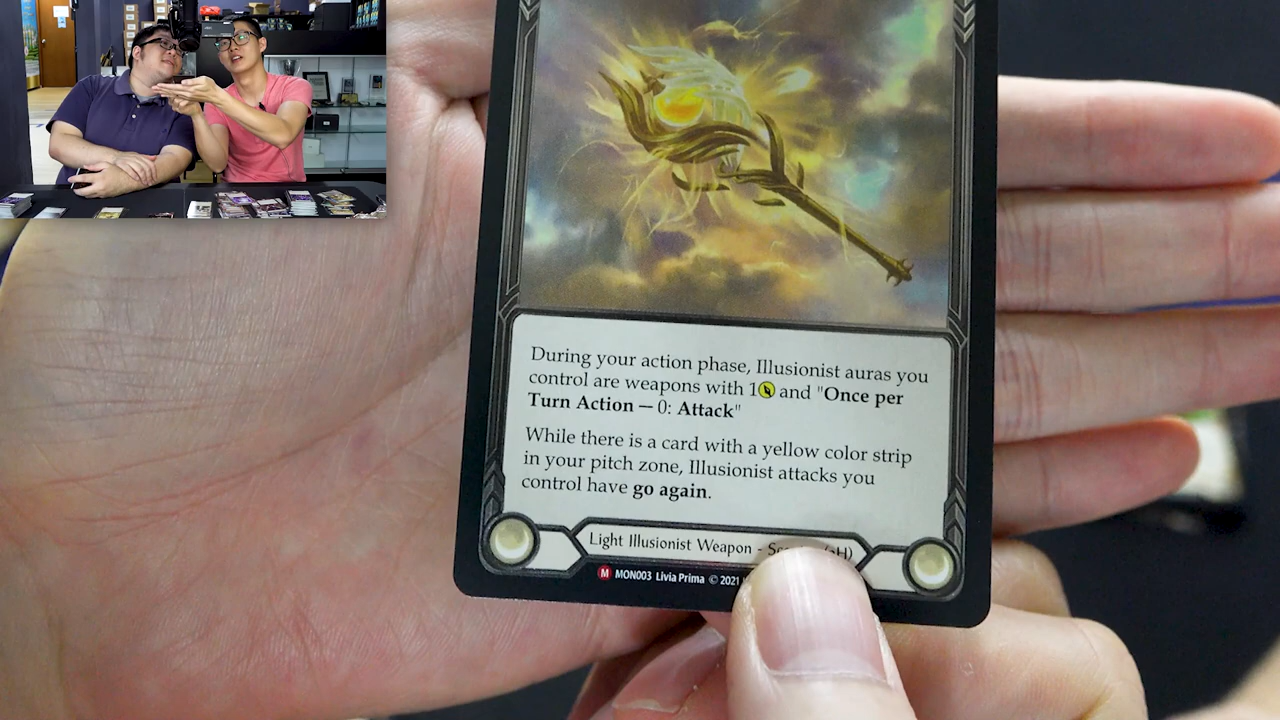 During your action phase, Illusionist auras you
control are weapons with 1 and "Once per
Turn Action — 0: Attack"
While there is a card with a yellow color strip
in your pitch zone, Illusionist attacks you
control have go again.
Light Illusionist Weapon -
M MON003 Livia Prima © 2021